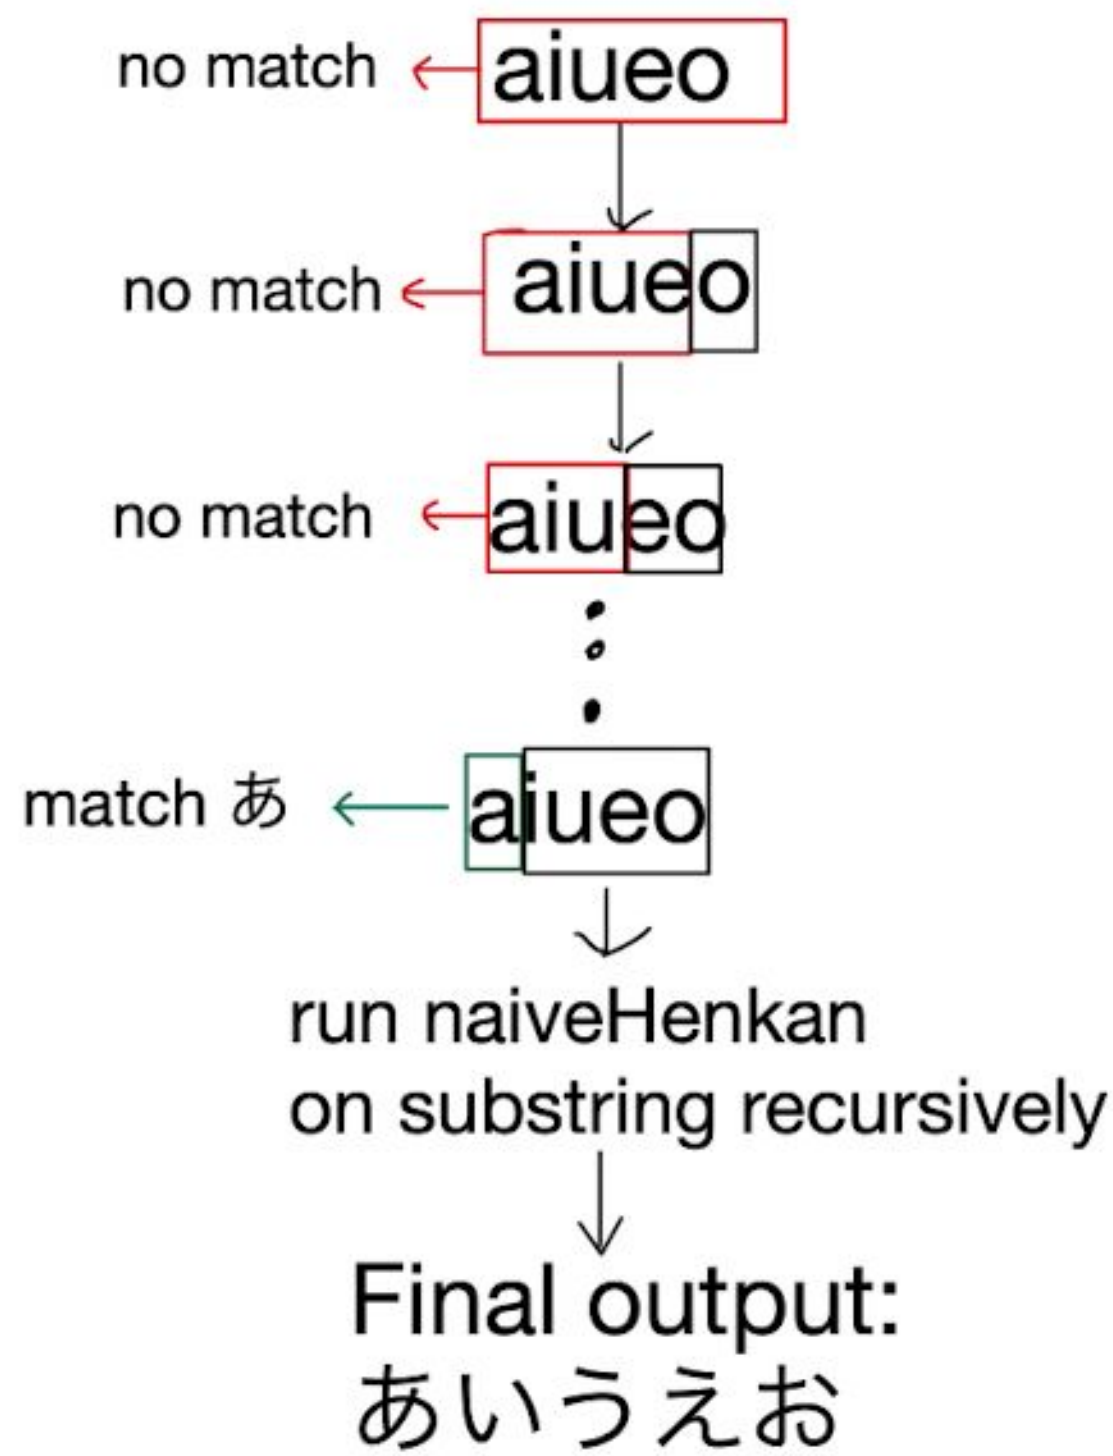 no match
aiueo
no match
aiueo
no match
aiueo
match あ
aiueo
run naiveHenkan
on substring recursively
Final output:
あいうえお